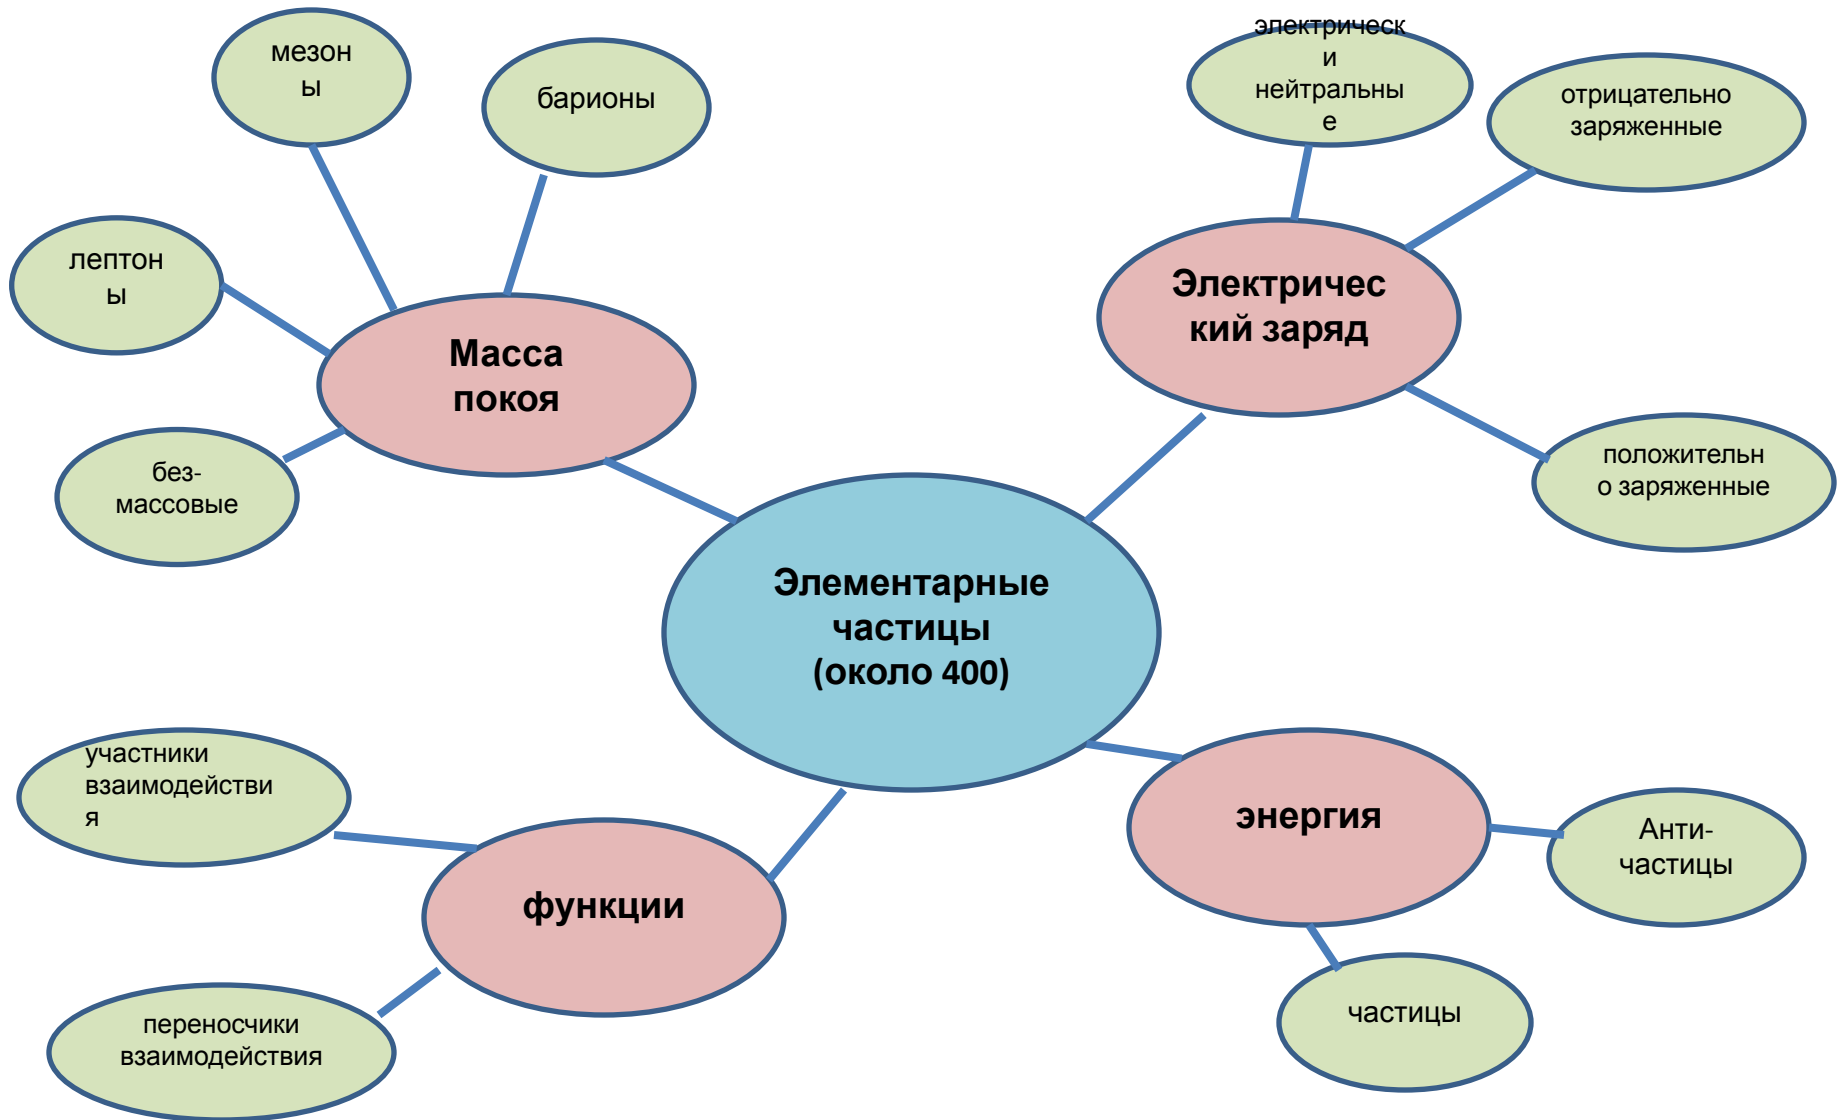 мезон
ы
барионы
лептон
ы
без-
массовые
Масса
покоя
электрическ
и
нейтральны
е
отрицательно
заряженные
Электричес
кий заряд
положительн
о заряженные
Элементарные
частицы
(около 400)
участники
взаимодействи
я
функции
переносчики
взаимодействия
энергия
Анти-
частицы
частицы